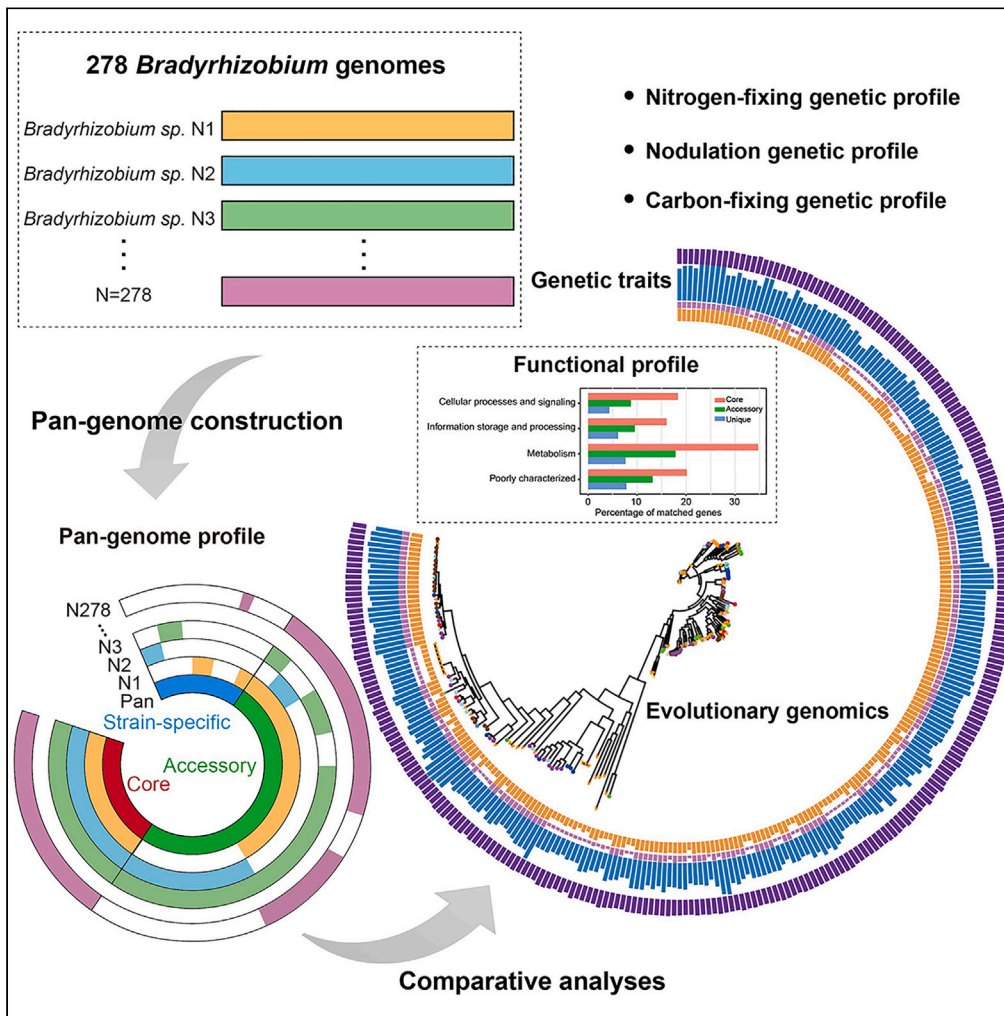 278 Bradyrhizobium genomes
Bradyrhizobium sp. N1
Bradyrhizobium sp. N2
Bradyrhizobium sp. N3
N=278
• Nitrogen-fixing genetic profile
• Nodulation genetic profile
• Carbon-fixing genetic profile
Genetic traits
Functional profile
Cellular processes and signaling
Information storage and processing
Metabolism
Poorly characterized
Core
Accessory
Unique
0 10 20 30
Percentage of matched genes
Pan-genome construction
Pan-genome profile
N278
N3
N2
N1
Pan
Strain-specific
Accessory
Core
Evolutionary genomics
Comparative analyses